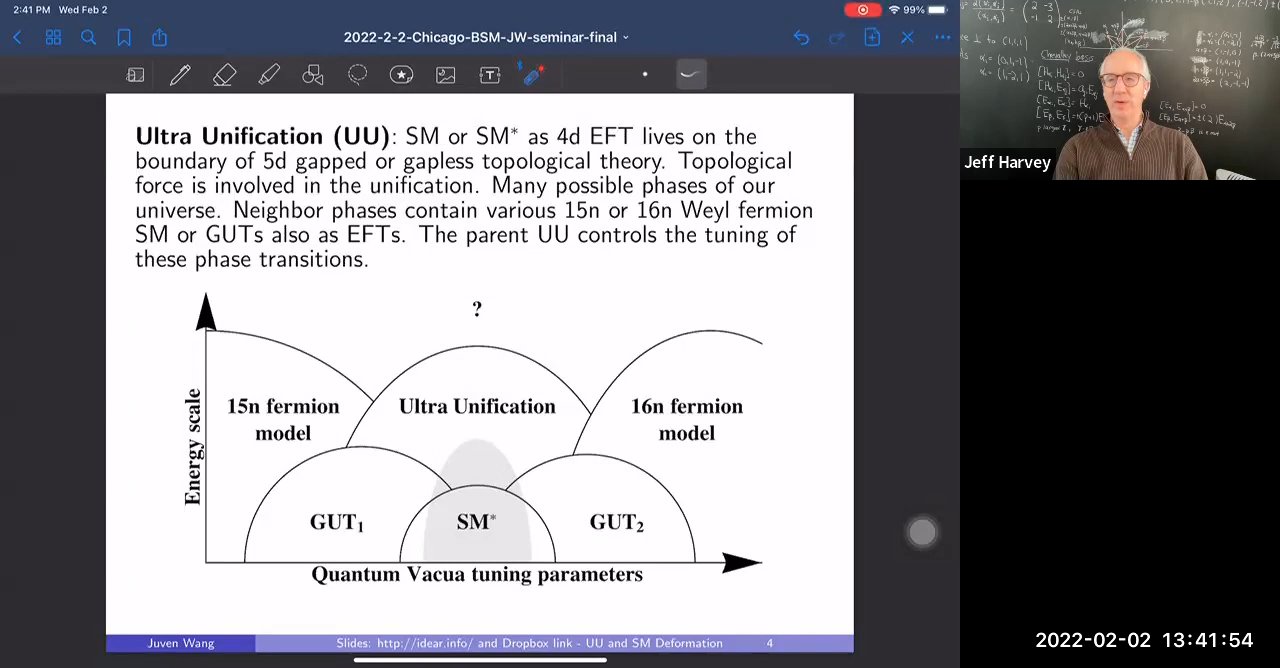 2:41 PM Wed Feb 2
99%
2022-2-2-Chicago-BSM-JW-seminar-final
Ultra Unification (UU): SM or SM* as 4d EFT lives on the
boundary of 5d gapped or gapless topological theory. Topological
force is involved in the unification. Many possible phases of our
universe. Neighbor phases contain various 15n or 16n Weyl fermion
SM or GUTs also as EFTs. The parent UU controls the tuning of
these phase transitions.
?
Energy scale
15n fermion
model
Ultra Unification
16n fermion
model
GUT₁
SM*
GUT₂
Quantum Vacua tuning parameters
Juven Wang
Slides: http://idear.info/ and Dropbox link - UU and SM Deformation
4
Jeff Harvey
2022-02-02 13:41:54